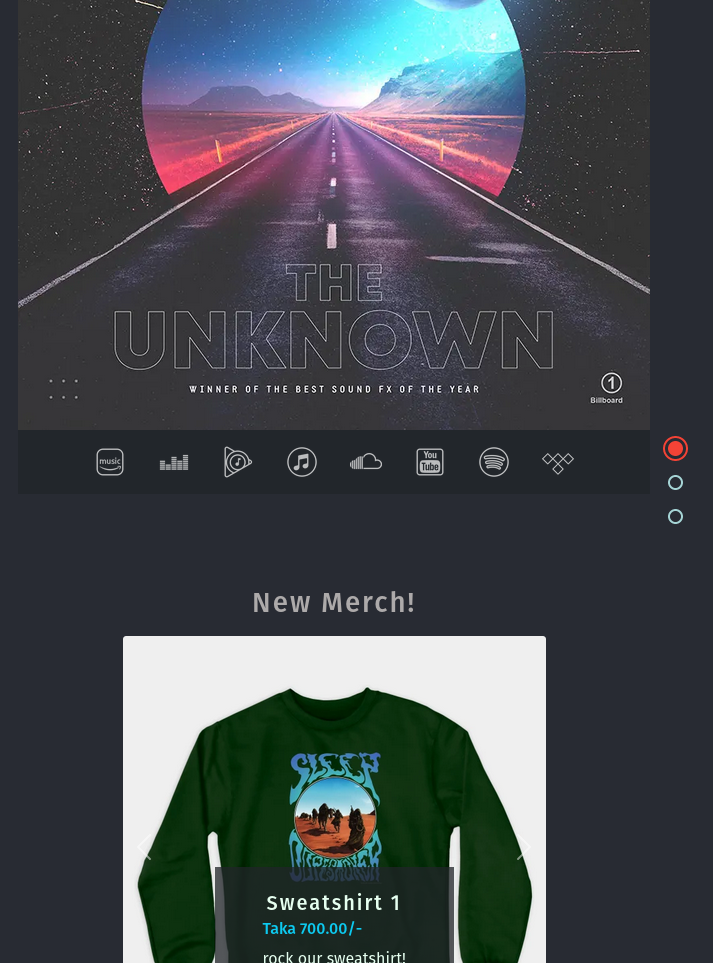 THE
UNKNOWN
WINNER OF THE BEST SOUND FX OF THE YEAR
1
Billboard
music
You
Tube
New Merch!
SLEEP
Sweatshirt 1
Taka 700.00/-
rock our sweatshirt!